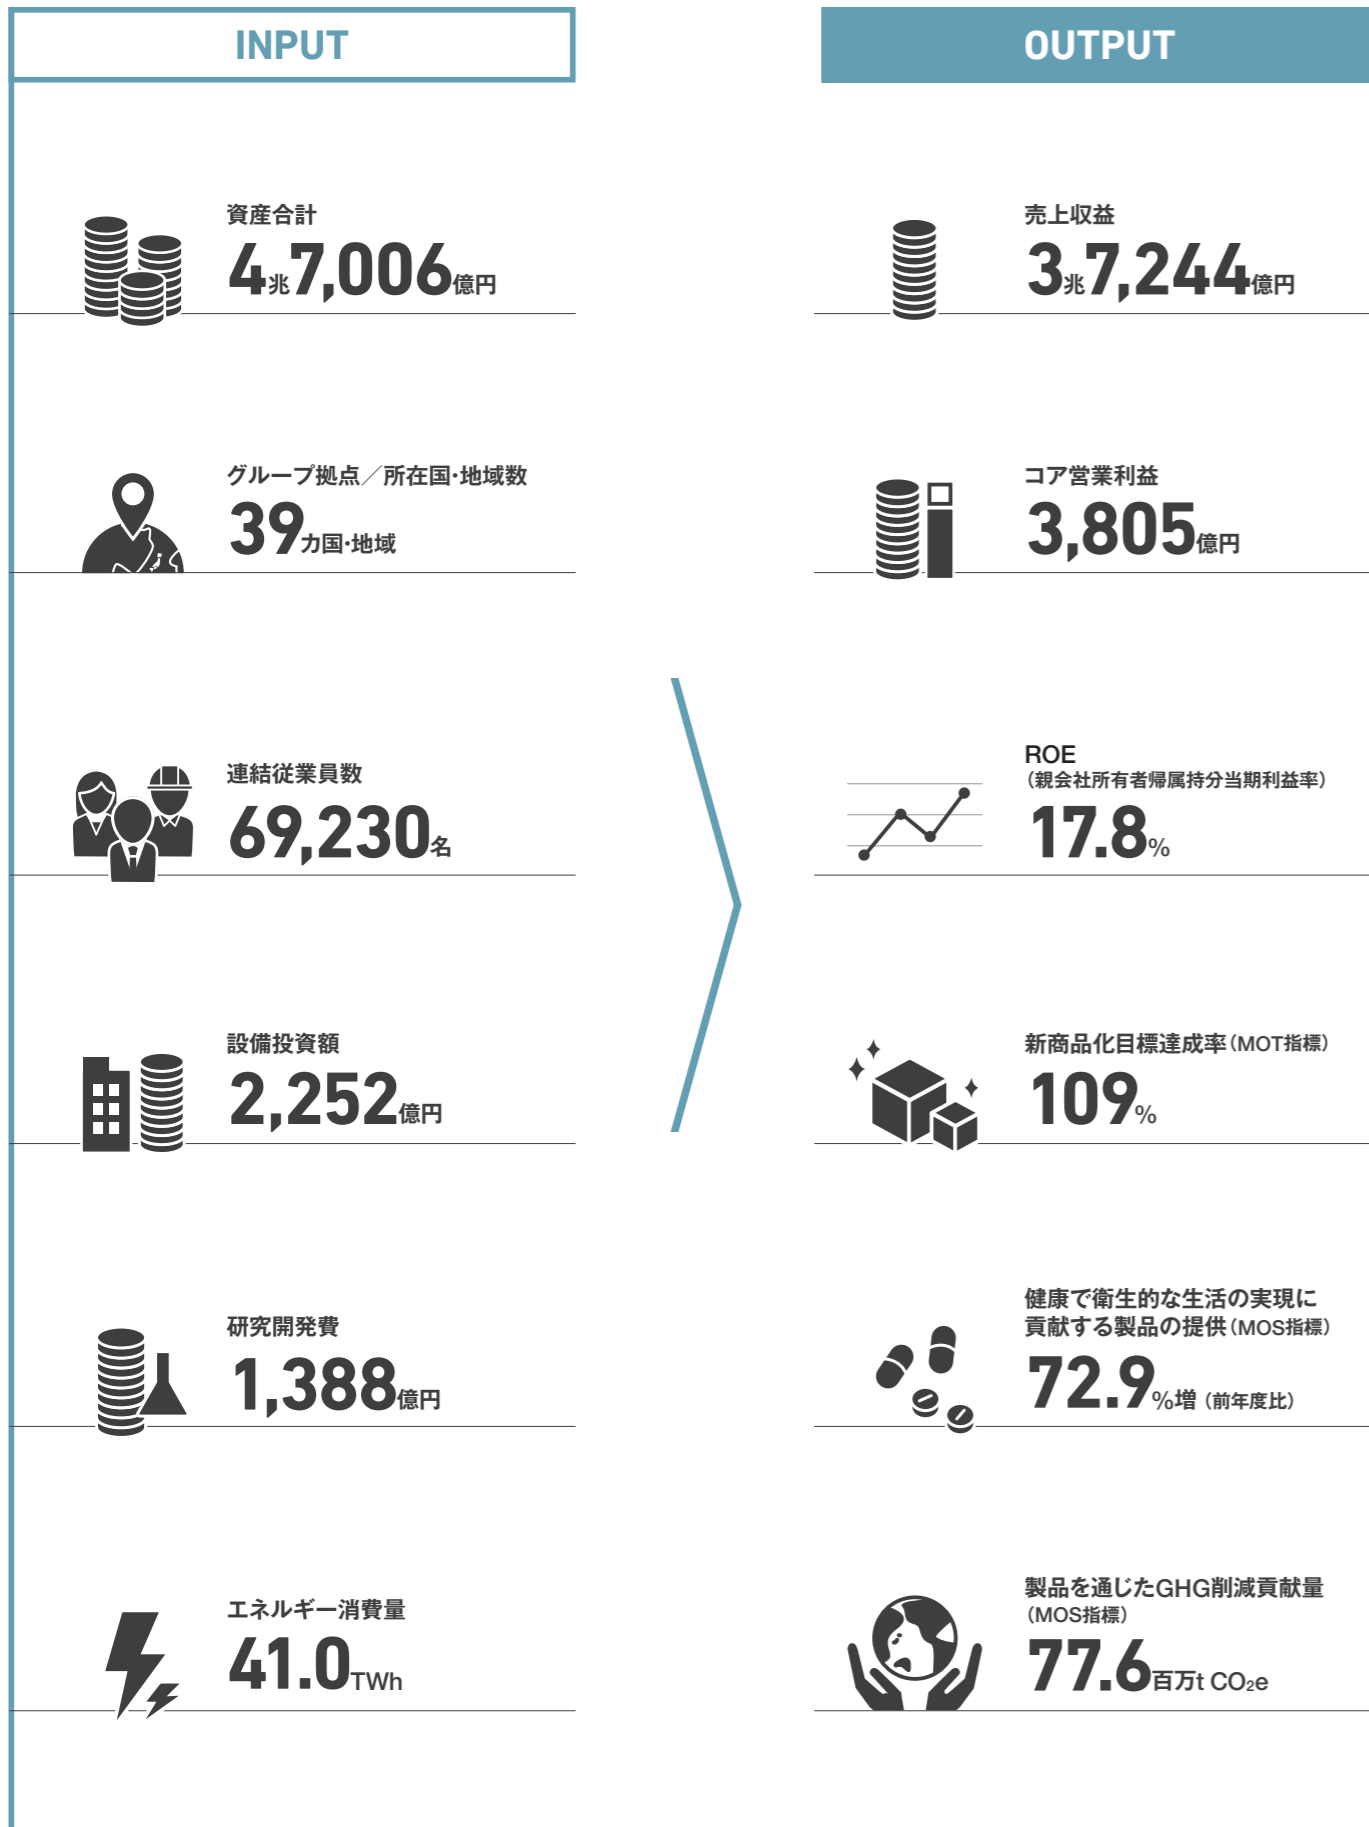 INPUT
資産合計
4兆7,006億円
グループ拠点／所在国・地域数
39カ国・地域
連結従業員数
69,230名
設備投資額
2,252億円
研究開発費
1,388億円
エネルギー消費量
41.0TWh
OUTPUT
売上収益
3兆7,244億円
コア営業利益
3,805億円
ROE
（親会社所有者帰属持分当期利益率）
17.8%
新商品化目標達成率（MOT指標）
109%
健康で衛生的な生活の実現に
貢献する製品の提供（MOS指標）
72.9%増（前年度比）
製品を通じたGHG削減貢献量
（MOS指標）
77.6百万t CO₂e